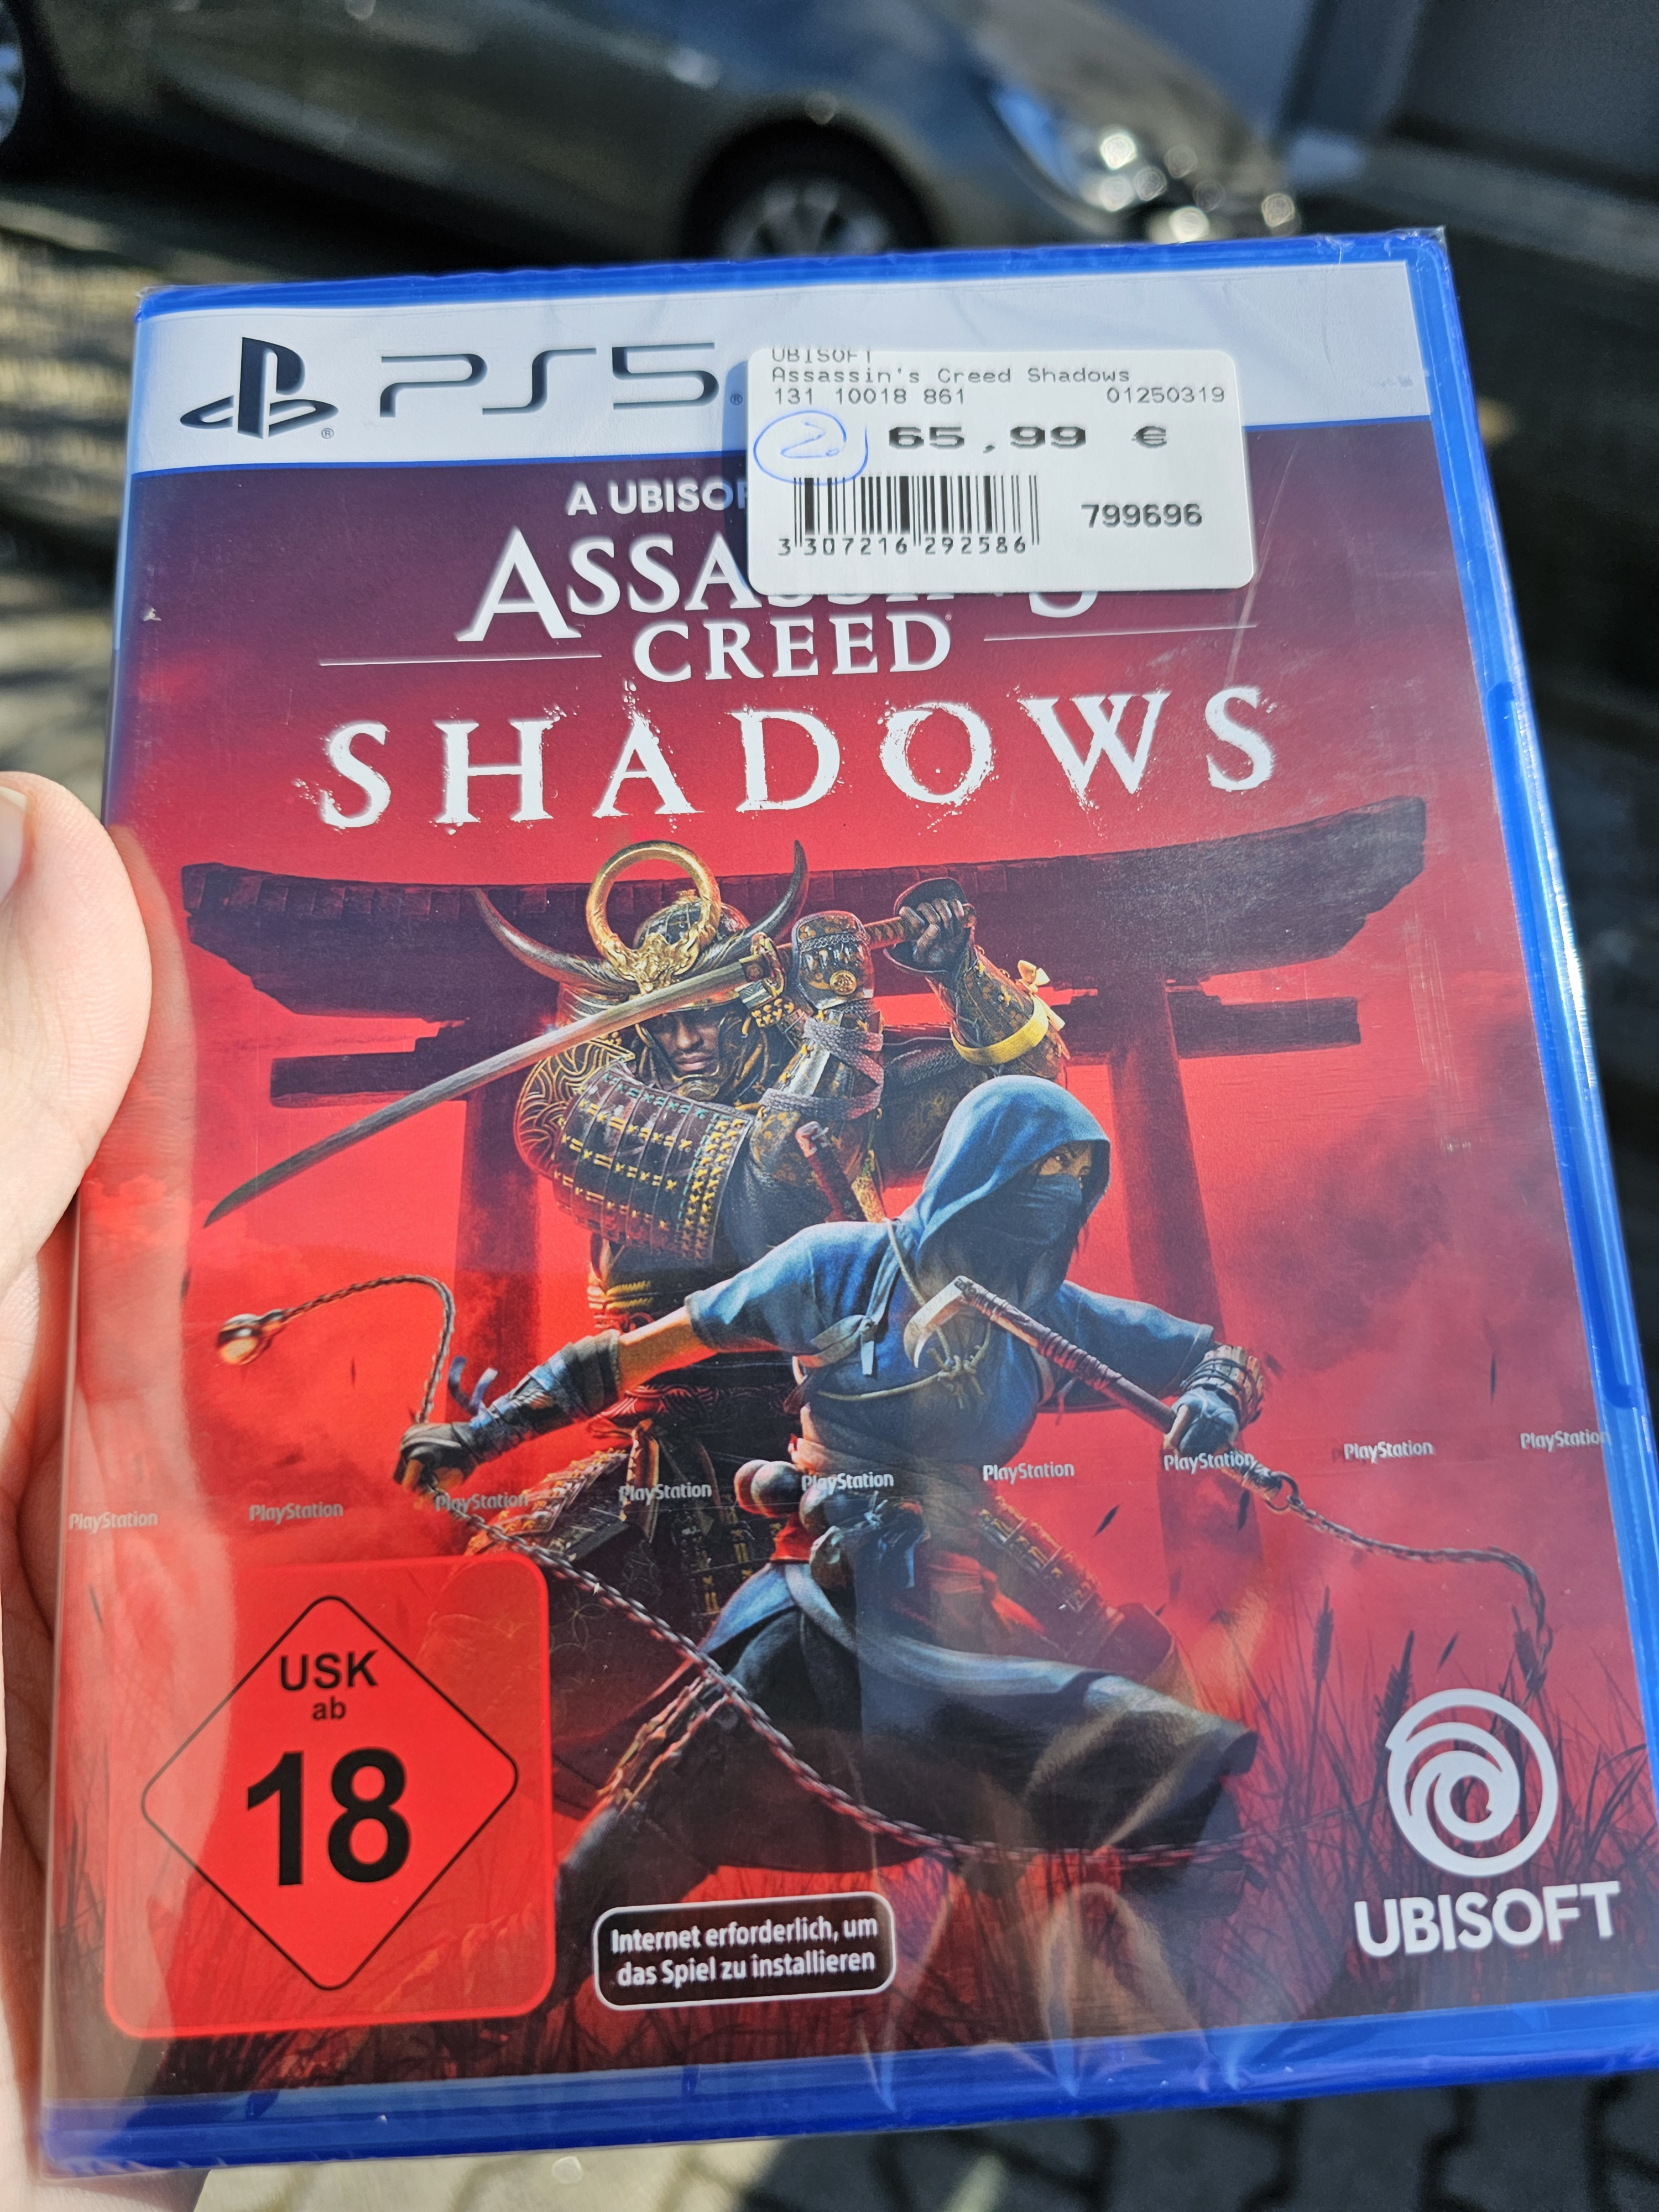 PS5
UBISOFT
Assassin's Creed Shadows
131 10018 861 01250319
2. 65,99 €
3 307216 292586 799696
A UBISOF
ASSASSIN'S
CREED
SHADOWS
PlayStation PlayStation PlayStation PlayStation PlayStation PlayStation PlayStation PlayStation PlayStation
USK
ab
18
Internet erforderlich, um
das Spiel zu installieren
UBISOFT